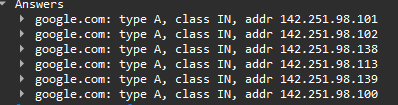 Answers
google.com: type A, class IN, addr 142.251.98.101
google.com: type A, class IN, addr 142.251.98.102
google.com: type A, class IN, addr 142.251.98.138
google.com: type A, class IN, addr 142.251.98.113
google.com: type A, class IN, addr 142.251.98.139
google.com: type A, class IN, addr 142.251.98.100